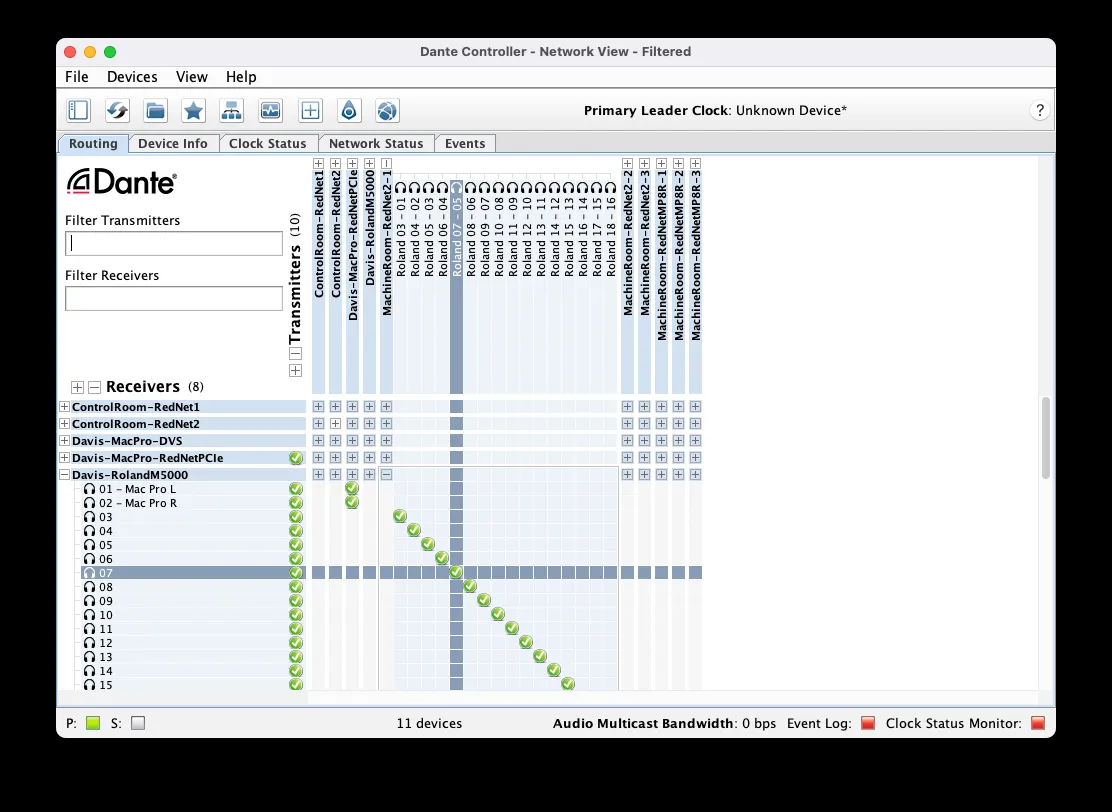 Dante Controller - Network View - Filtered
File Devices View Help
Primary Leader Clock: Unknown Device*
?
Routing Device Info Clock Status Network Status Events
Dante
Filter Transmitters
Filter Receivers
Transmitters (10)
ControlRoom-RedNet1
ControlRoom-RedNet2
Davis-MacPro-RedNetPCIe
Davis-RolandM5000
MachineRoom-RedNet2-1
Roland 03 - 01
Roland 04 - 02
Roland 05 - 03
Roland 06 - 04
Roland 07 - 05
Roland 08 - 06
Roland 09 - 07
Roland 10 - 08
Roland 11 - 09
Roland 12 - 10
Roland 13 - 11
Roland 14 - 12
Roland 15 - 13
Roland 16 - 14
Roland 17 - 15
Roland 18 - 16
MachineRoom-RedNet2-2
MachineRoom-RedNet2-3
MachineRoom-RedNetMP8R-1
MachineRoom-RedNetMP8R-2
MachineRoom-RedNetMP8R-3
Receivers (8)
ControlRoom-RedNet1
ControlRoom-RedNet2
Davis-MacPro-DVS
Davis-MacPro-RedNetPCIe
Davis-RolandM5000
01 - Mac Pro L
02 - Mac Pro R
03
04
05
06
07
08
09
10
11
12
13
14
15
P: S: 11 devices Audio Multicast Bandwidth: 0 bps Event Log: Clock Status Monitor: